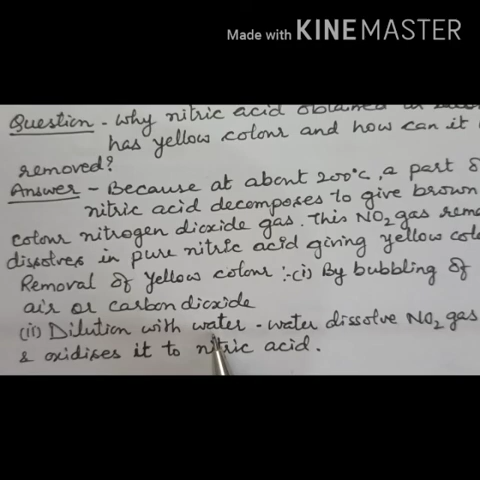 Made with KINEMASTER
Question - Why nitric acid obtained in
has yellow colour and how can it
removed?
Answer - Because at about 200°C, a part of
nitric acid decomposes to give brown
colour nitrogen dioxide gas. This NO2 gas
dissolves in pure nitric acid giving yellow
Removal of Yellow colour :- (i) By bubbling of
air or carbon dioxide
(ii) Dilution with water - water dissolve NO2 gas
& oxidises it to nitric acid.